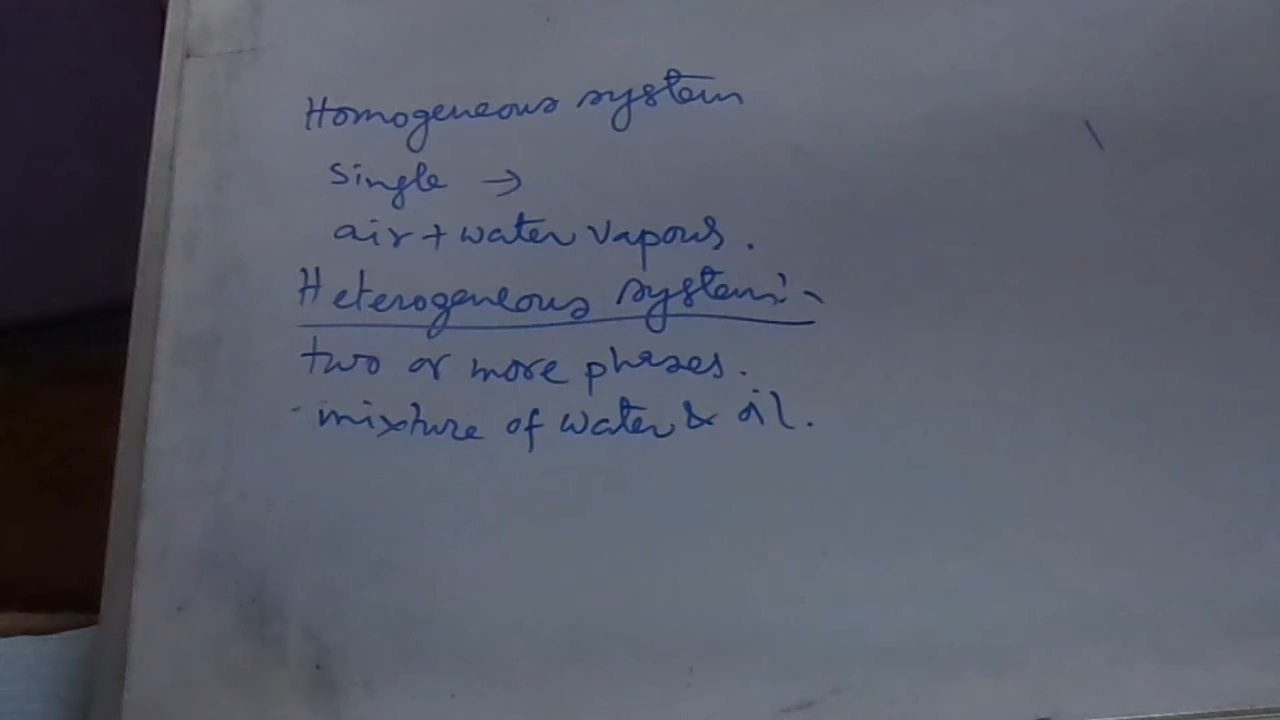 Homogeneous system
Single →
air + water vapours.
Heterogeneous system:-
two or more phases.
- mixture of water & oil.